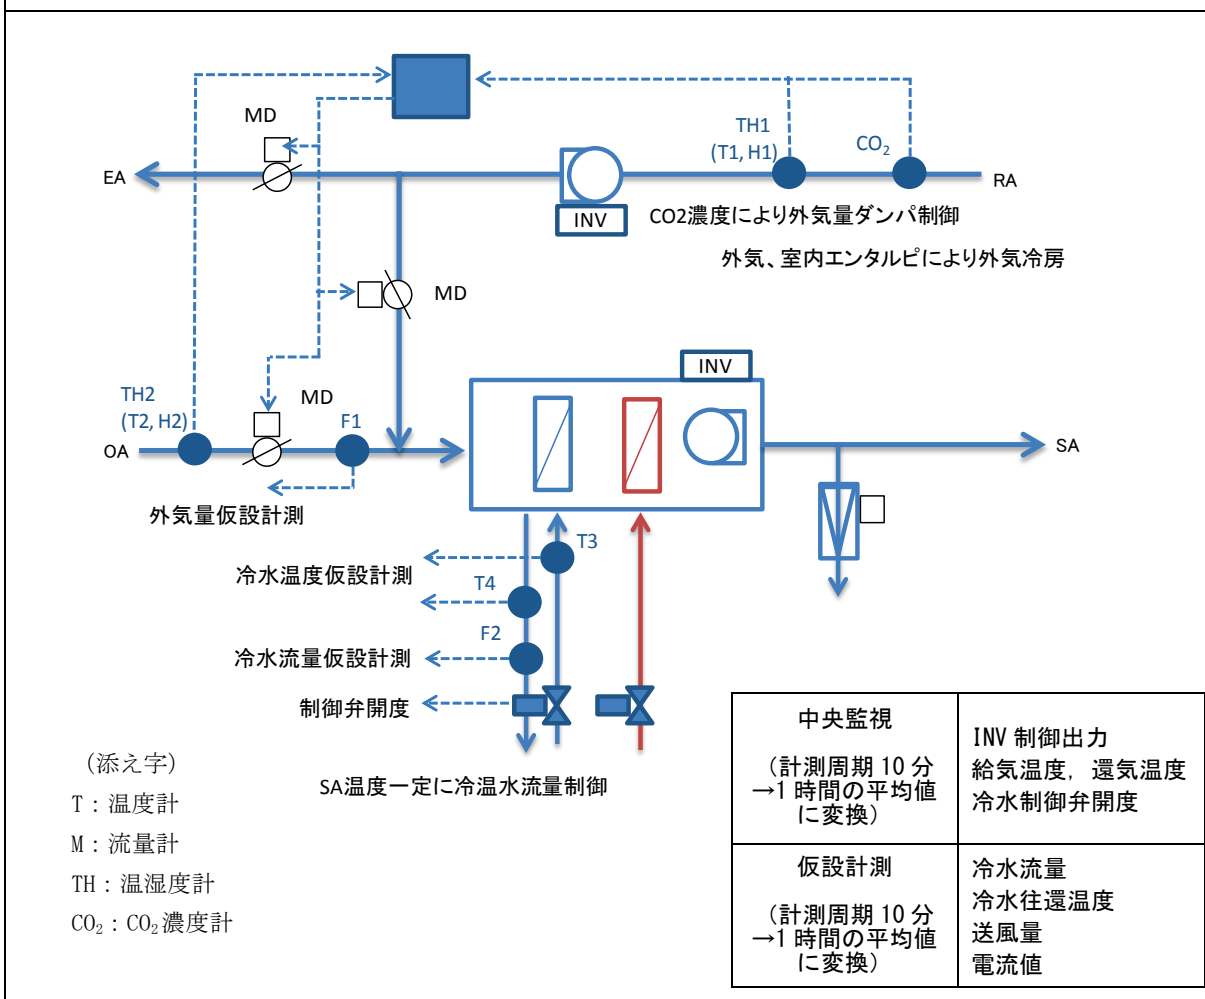 MD
TH1
(T1, H1)
CO₂
EA
RA
INV
CO2濃度により外気量ダンパ制御
外気、室内エンタルピにより外気冷房
MD
INV
TH2
(T2, H2)
MD
F1
OA
SA
外気量仮設計測
T3
冷水温度仮設計測
T4
F2
冷水流量仮設計測
制御弁開度
SA温度一定に冷温水流量制御
(添え字)
T：温度計
M：流量計
TH：温湿度計
CO₂：CO₂濃度計
中央監視
(計測周期 10 分
→1 時間の平均値
に変換)
INV 制御出力
給気温度, 還気温度
冷水制御弁開度
仮設計測
(計測周期 10 分
→1 時間の平均値
に変換)
冷水流量
冷水往還温度
送風量
電流値